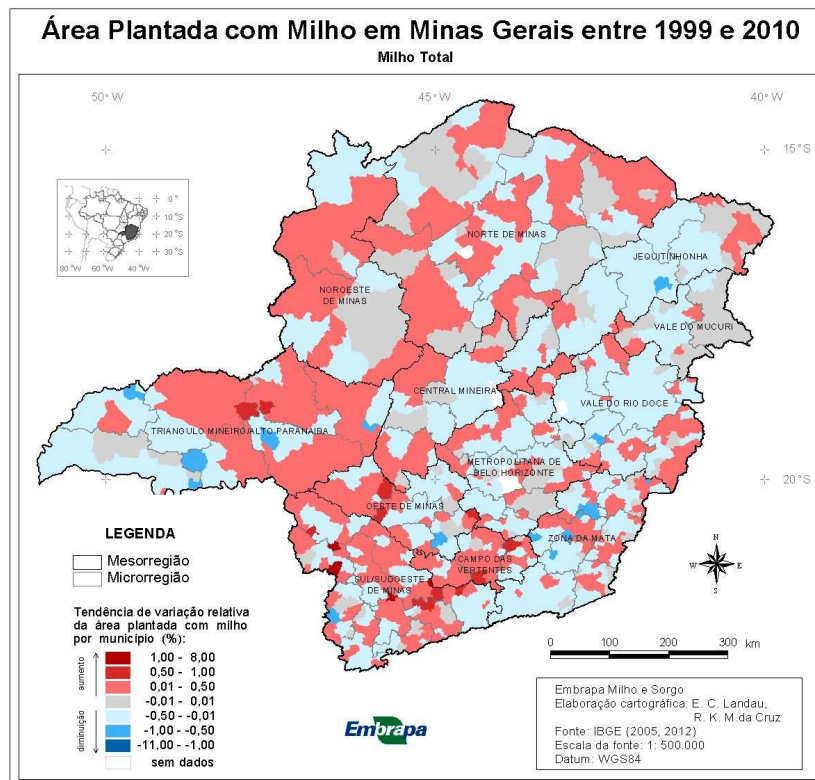 Área Plantada com Milho em Minas Gerais entre 1999 e 2010
Milho Total
50° W
45° W
40° W
15° S
0°
10°S
20°S
30°S
80°W 60°W 40°W
NORTE DE MINAS
JEQUITINHONHA
NOROESTE
DE MINAS
VALE DO MUCURI
CENTRAL MINEIRA
VALE DO RIO DOCE
TRIANGULO MINEIRO/ALTO PARANAIBA
METROPOLITANA DE
BELO HORIZONTE
20° S
OESTE DE MINAS
ZONA DA MATA
CAMPO DAS
VERTENTES
SUL/SUDOESTE
DE MINAS
LEGENDA
Mesorregião
Microrregião
N
W E
S
Tendência de variação relativa
da área plantada com milho
por município (%):
aumento
diminuição
1,00 - 8,00
0,50 - 1,00
0,01 - 0,50
-0,01 - 0,01
-0,50 - -0,01
-1,00 - -0,50
-11,00 - -1,00
sem dados
0 50 100 200 300
km
Embrapa
Embrapa Milho e Sorgo
Elaboração cartográfica: E. C. Landau,
R. K. M.da Cruz
Fonte: IBGE (2005, 2012)
Escala da fonte: 1: 500.000
Datum: WGS84